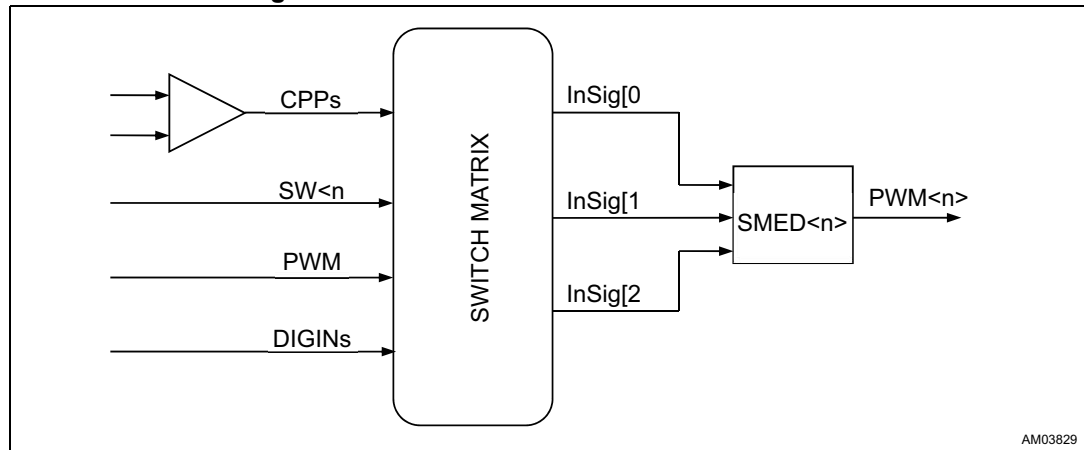 CPPs
SW<n
PWM
DIGINs
SWITCH MATRIX
InSig[0
InSig[1
InSig[2
SMED<n>
PWM<n>
AM03829